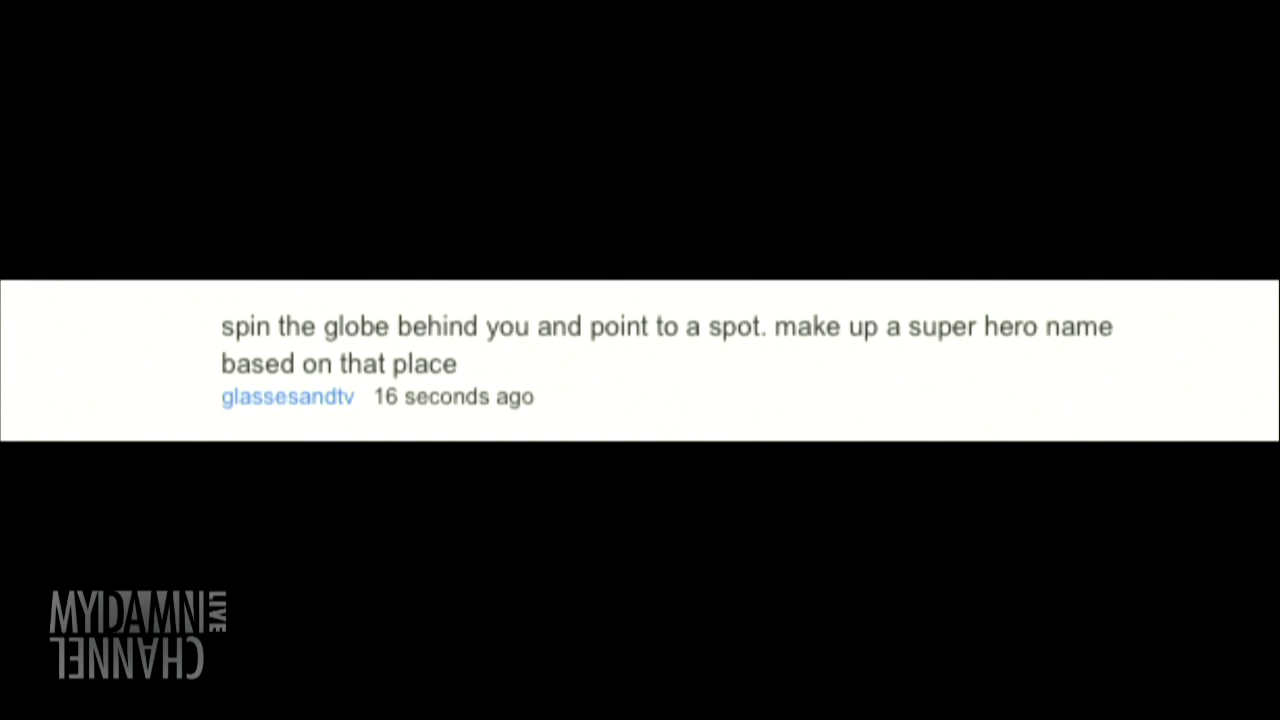 spin the globe behind you and point to a spot. make up a super hero name
based on that place
glassesandtv 16 seconds ago
MYDAMN LIVE
CHANNEL